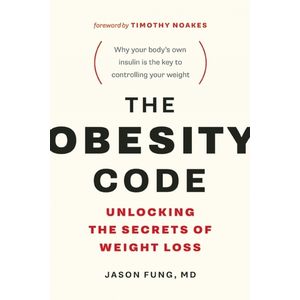 foreword by TIMOTHY NOAKES
Why your body's own
insulin is the key to
controlling your weight
THE
OBESITY
CODE
UNLOCKING
THE SECRETS OF
WEIGHT LOSS
JASON FUNG, MD